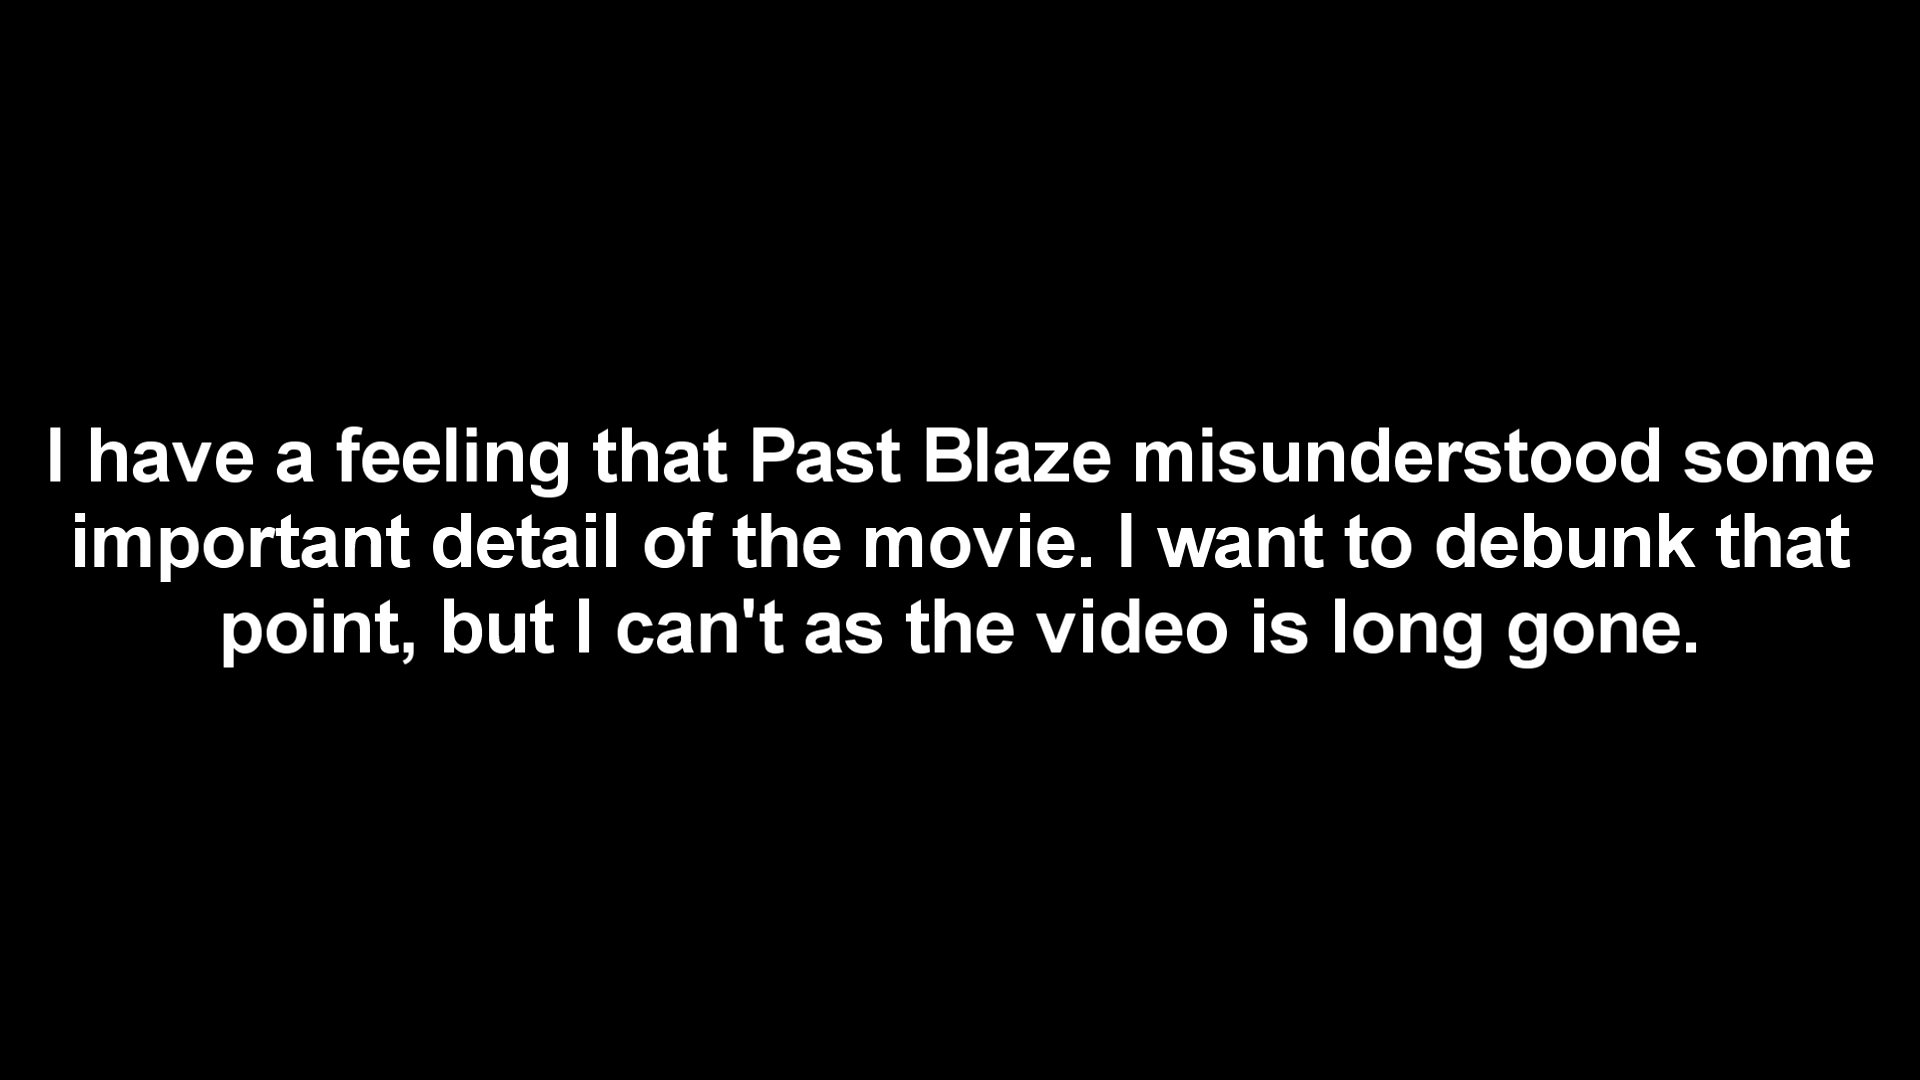 I have a feeling that Past Blaze misunderstood some
important detail of the movie. I want to debunk that
point, but I can't as the video is long gone.